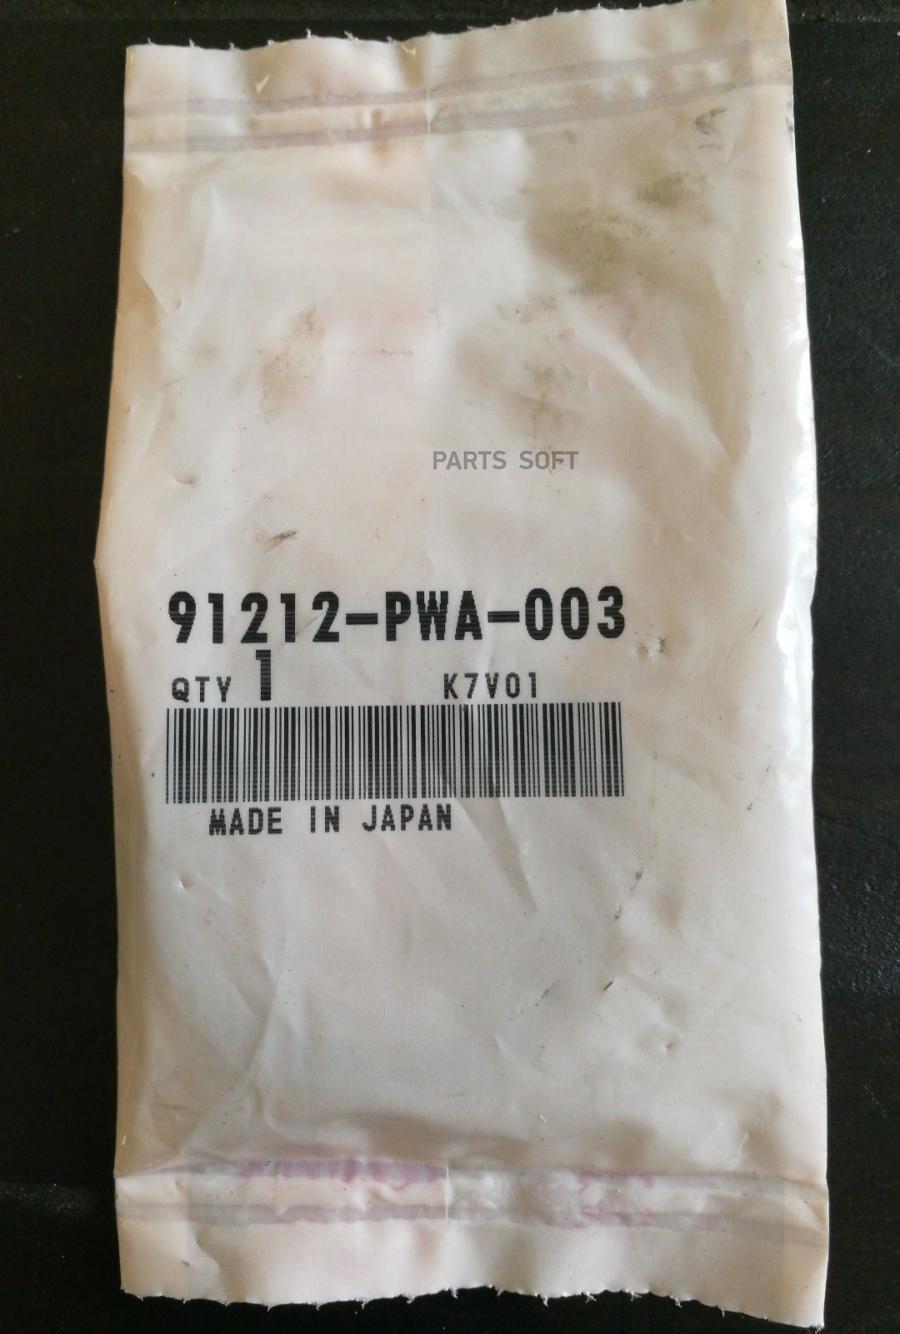 PARTS SOFT
91212-PWA-003
QTY 1 K7V01
MADE IN JAPAN